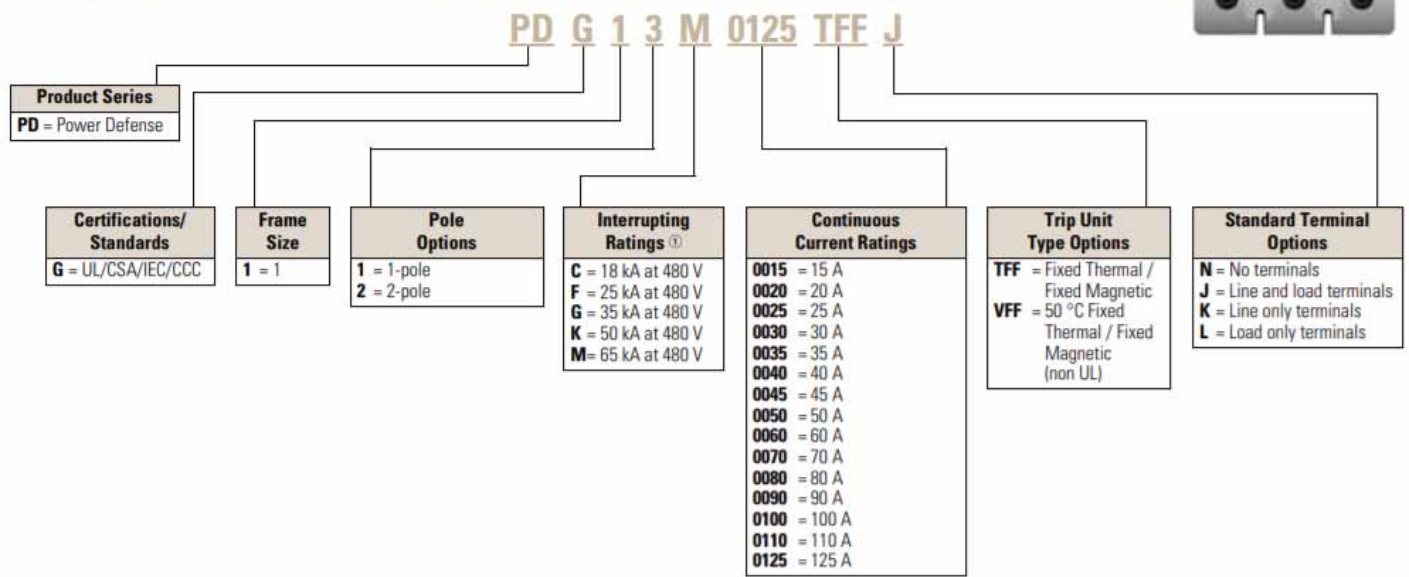 PD G 1 3 M 0125 TFF J
Product Series
PD = Power Defense
Certifications/
Standards
G = UL/CSA/IEC/CCC
Frame
Size
1 = 1
Pole
Options
1 = 1-pole
2 = 2-pole
Interrupting
Ratings ①
C = 18 kA at 480 V
F = 25 kA at 480 V
G = 35 kA at 480 V
K = 50 kA at 480 V
M= 65 kA at 480 V
Continuous
Current Ratings
0015 = 15 A
0020 = 20 A
0025 = 25 A
0030 = 30 A
0035 = 35 A
0040 = 40 A
0045 = 45 A
0050 = 50 A
0060 = 60 A
0070 = 70 A
0080 = 80 A
0090 = 90 A
0100 = 100 A
0110 = 110 A
0125 = 125 A
Trip Unit
Type Options
TFF = Fixed Thermal /
Fixed Magnetic
VFF = 50 °C Fixed
Thermal / Fixed
Magnetic
(non UL)
Standard Terminal
Options
N = No terminals
J = Line and load terminals
K = Line only terminals
L = Load only terminals